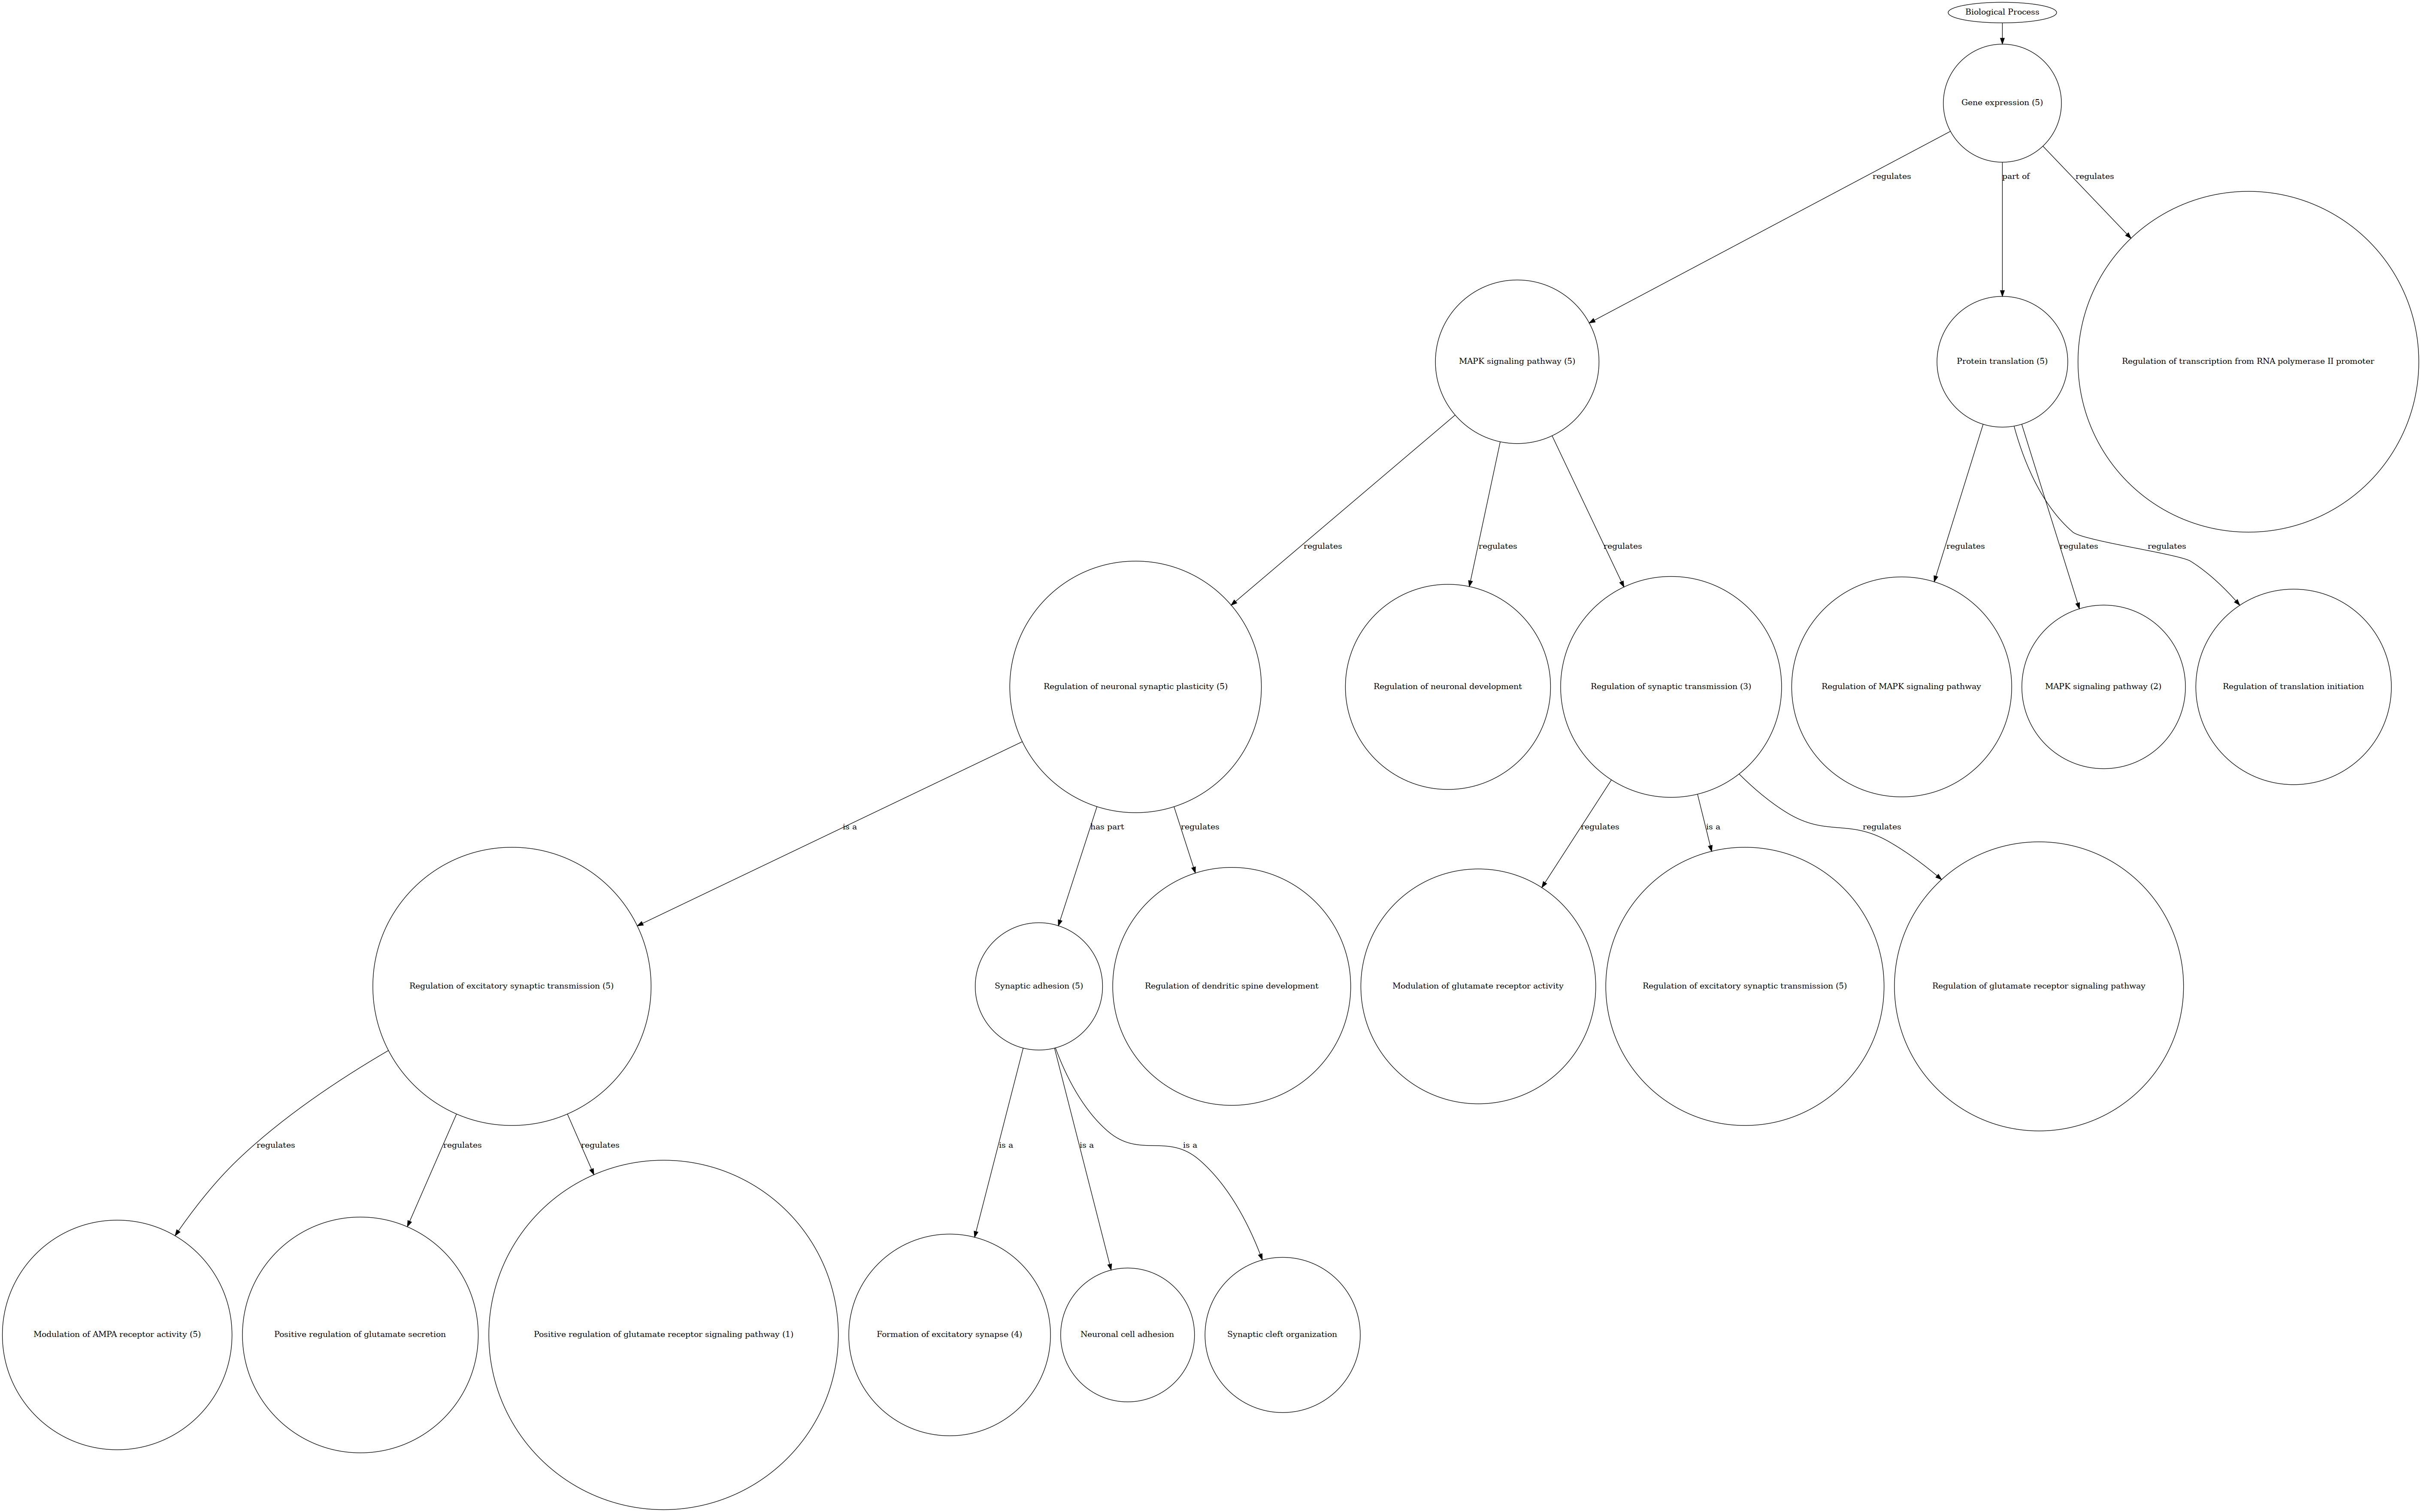 Biological Process
Gene expression (5)
regulates
part of
regulates
MAPK signaling pathway (5)
Protein translation (5)
Regulation of transcription from RNA polymerase II promoter
regulates
regulates
regulates
regulates
regulates
regulates
Regulation of neuronal synaptic plasticity (5)
Regulation of neuronal development
Regulation of synaptic transmission (3)
Regulation of MAPK signaling pathway
MAPK signaling pathway (2)
Regulation of translation initiation
is a
has part
regulates
regulates
is a
regulates
Regulation of excitatory synaptic transmission (5)
Synaptic adhesion (5)
Regulation of dendritic spine development
Modulation of glutamate receptor activity
Regulation of excitatory synaptic transmission (5)
Regulation of glutamate receptor signaling pathway
regulates
regulates
regulates
is a
is a
is a
Modulation of AMPA receptor activity (5)
Positive regulation of glutamate secretion
Positive regulation of glutamate receptor signaling pathway (1)
Formation of excitatory synapse (4)
Neuronal cell adhesion
Synaptic cleft organization